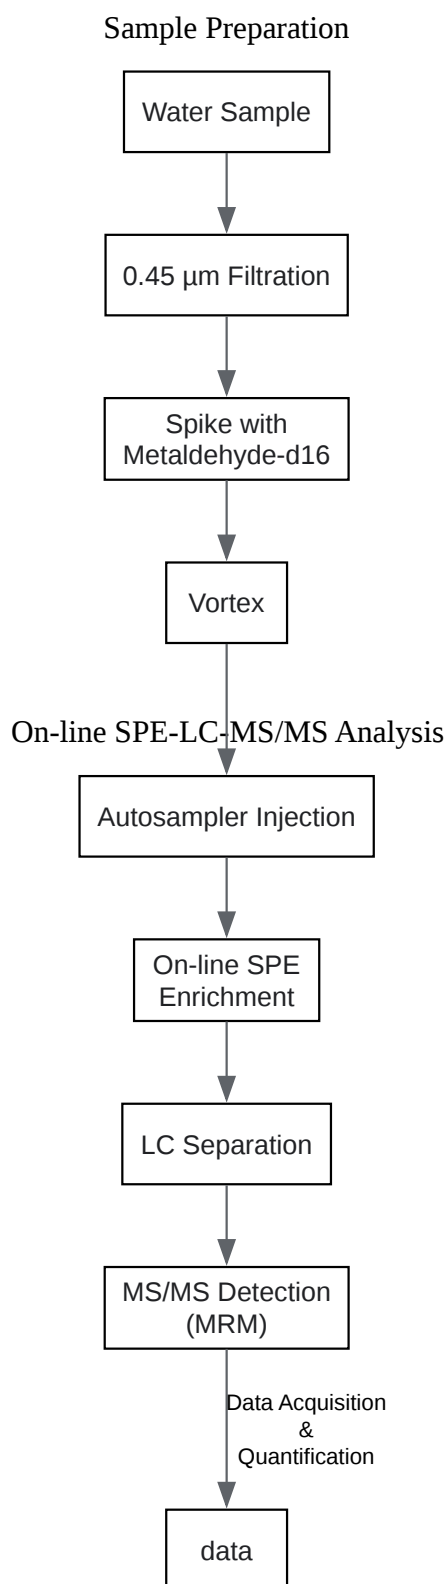 Sample Preparation
Water Sample
0.45 µm Filtration
Spike with
Metaldehyde-d16
Vortex
On-line SPE-LC-MS/MS Analysis
Autosampler Injection
On-line SPE
Enrichment
LC Separation
MS/MS Detection
(MRM)
Data Acquisition
&
Quantification
data